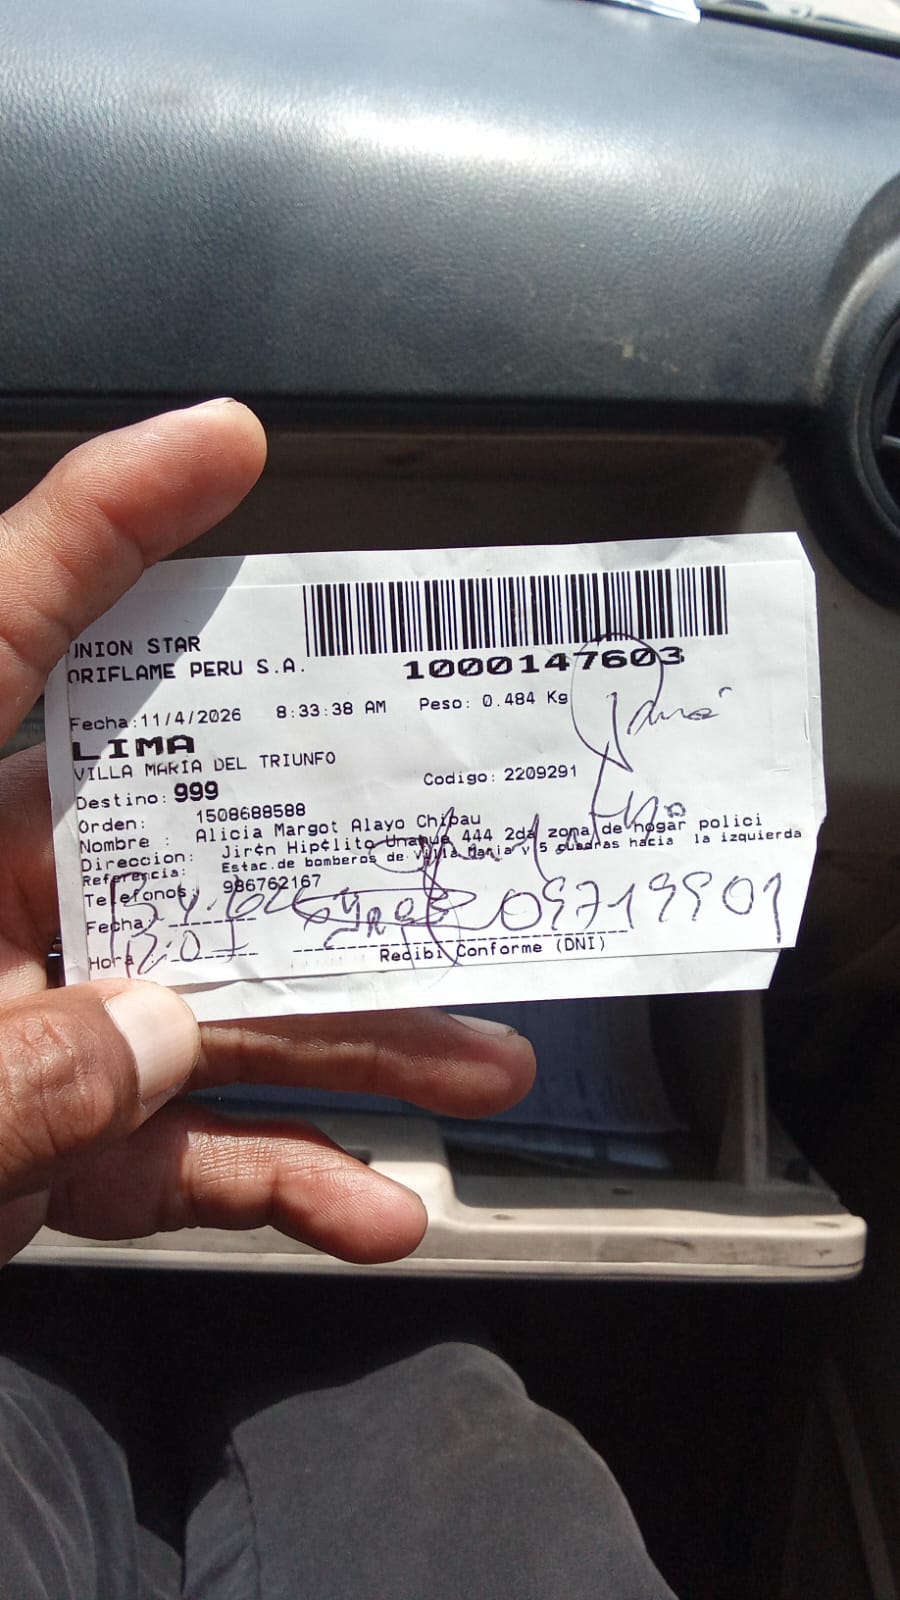 UNION STAR
ORIFLAME PERU S.A.
1000147603
Fecha:11/4/2026 8:33:38 AM Peso: 0.484 Kg
LIMA
VILLA MARIA DEL TRIUNFO
Destino: 999 Codigo: 2209291
Orden: 1508688588
Nombre : Alicia Margot Alayo Chipau
Direccion: Jir¢n Hip¢lito Unanue 444 2da zona de hogar polici
Referencia: Estac.de bomberos de Villa Maria y 5 cuadras hacia la izquierda
Telefonos: 986762167
Fecha:
09719901
Hora :
Recibi Conforme (DNI)